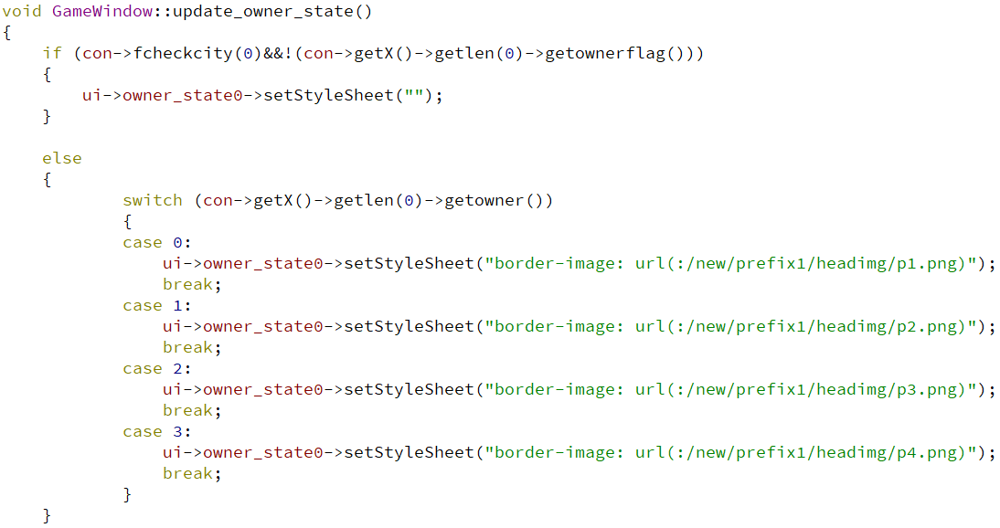 void GameWindow::update_owner_state()
{
    if (con->fcheckcity(0)&&!(con->getX()->getlen(0)->getownerflag()))
    {
        ui->owner_state0->setStyleSheet("");
    }

    else
    {
            switch (con->getX()->getlen(0)->getowner())
            {
            case 0:
                ui->owner_state0->setStyleSheet("border-image: url(:/new/prefix1/headimg/p1.png)");
                break;
            case 1:
                ui->owner_state0->setStyleSheet("border-image: url(:/new/prefix1/headimg/p2.png)");
                break;
            case 2:
                ui->owner_state0->setStyleSheet("border-image: url(:/new/prefix1/headimg/p3.png)");
                break;
            case 3:
                ui->owner_state0->setStyleSheet("border-image: url(:/new/prefix1/headimg/p4.png)");
                break;
            }
    }